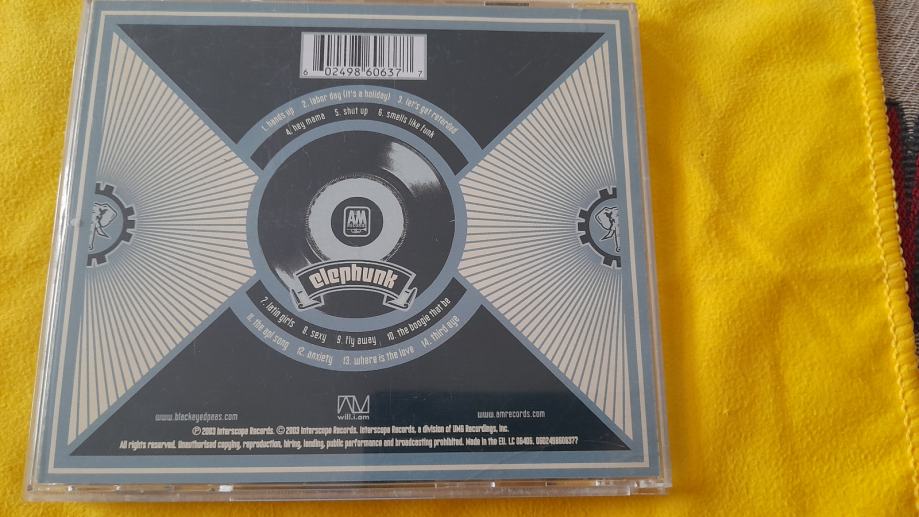 6 02498 60637 7
1. hands up 2. labor day (it's a holiday) 3. let's get retarded
4. hey mama 5. shut up 6. smells like funk
A&M
RECORDS
elephunk
7. latin girls 8. sexy 9. fly away 10. the boogie that be
11. the apl song 12. anxiety 13. where is the love 14. third eye
will.i.am
www.blackeyedpeas.com
www.amrecords.com
℗ 2003 Interscope Records. © 2003 Interscope Records. Interscope Records, a division of UMG Recordings, Inc.
All rights reserved. Unauthorised copying, reproduction, hiring, lending, public performance and broadcasting prohibited. Made in the EU. LC 06406. 0602498606377